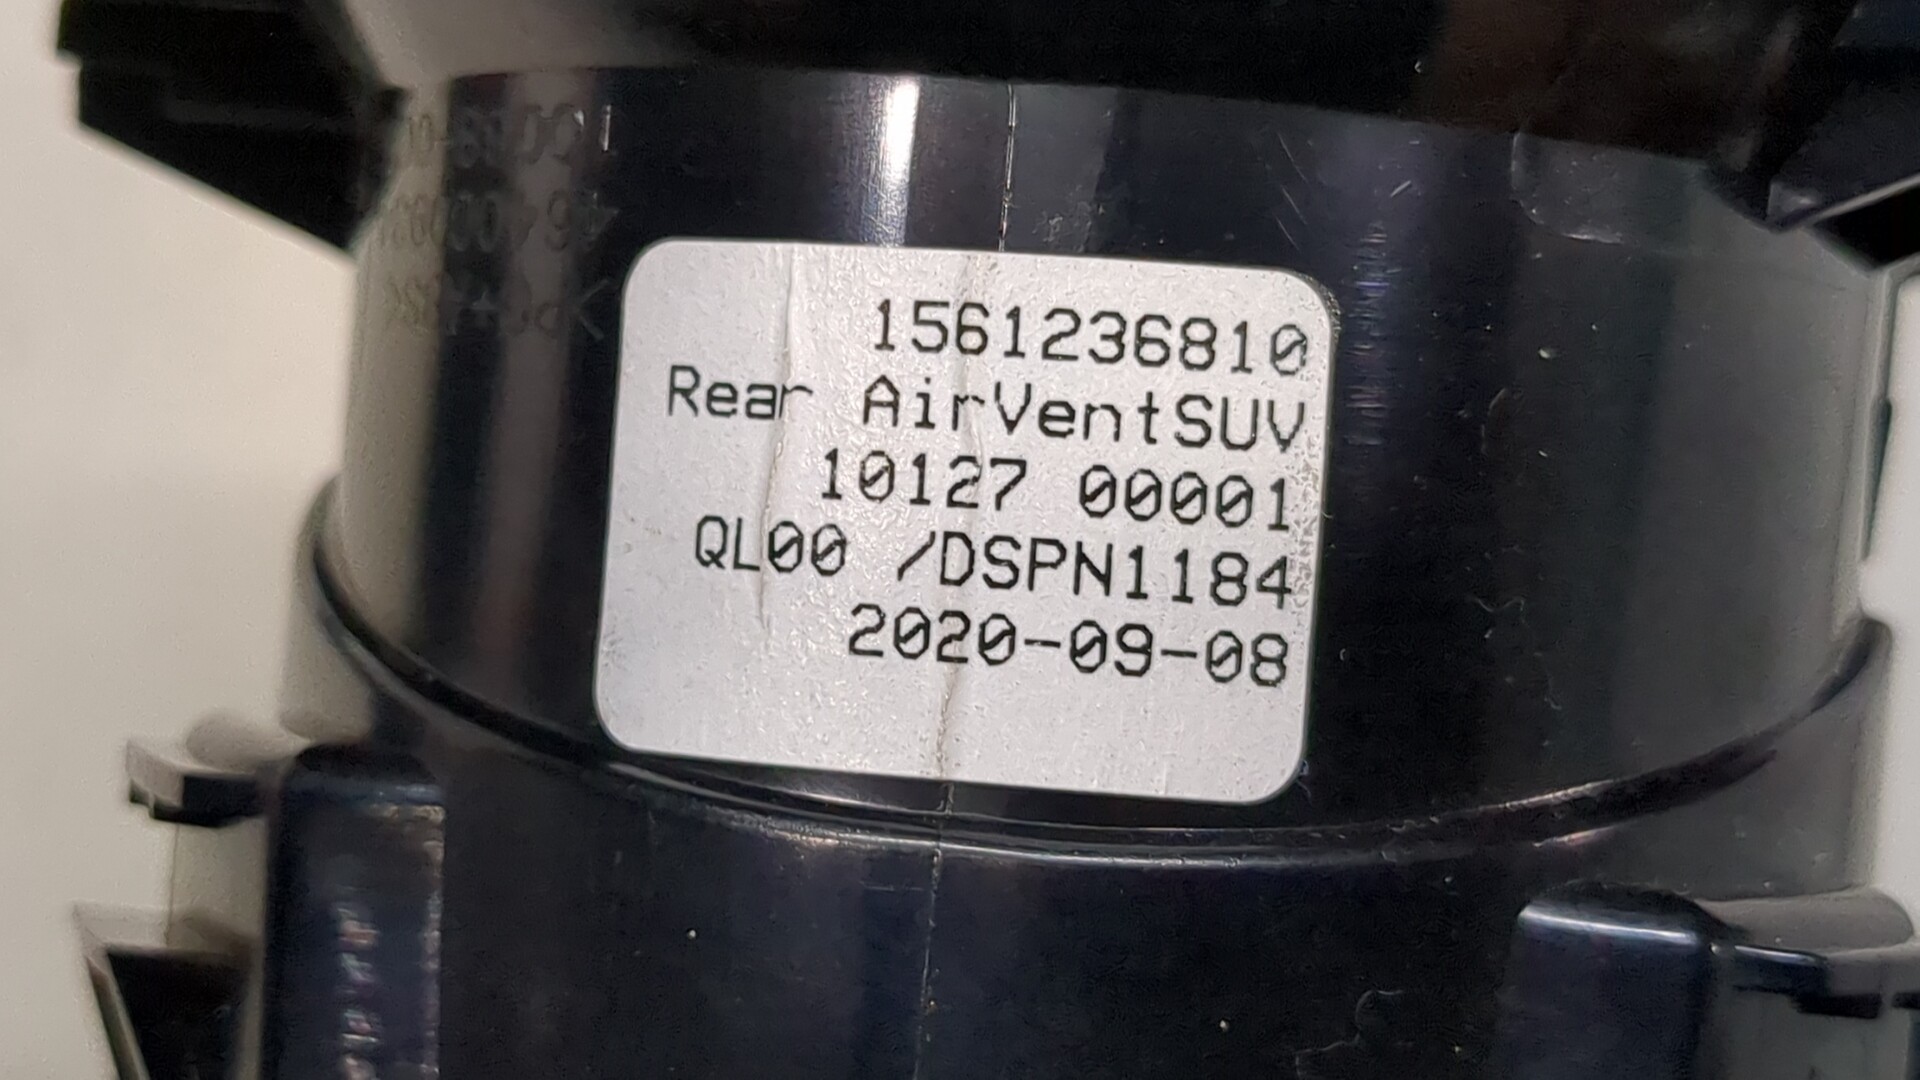 1561236810
Rear AirVentSUV
10127 00001
QL00 /DSPN1184
2020-09-08